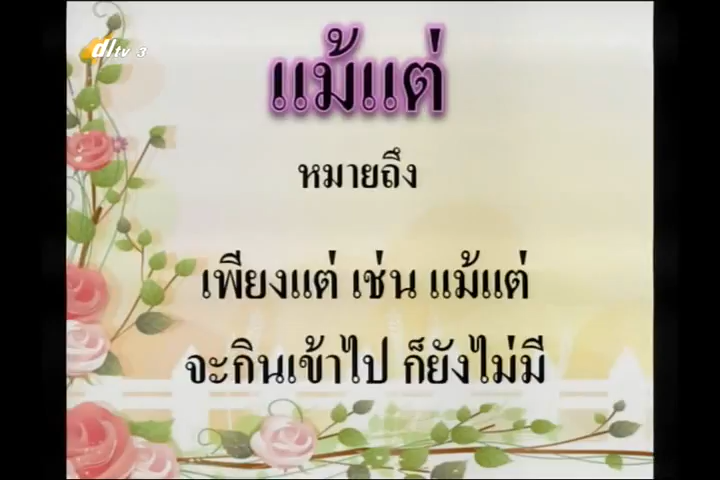 dltv 3
แม้แต่
หมายถึง
เพียงแต่ เช่น แม้แต่
จะกินเข้าไป ก็ยังไม่มี